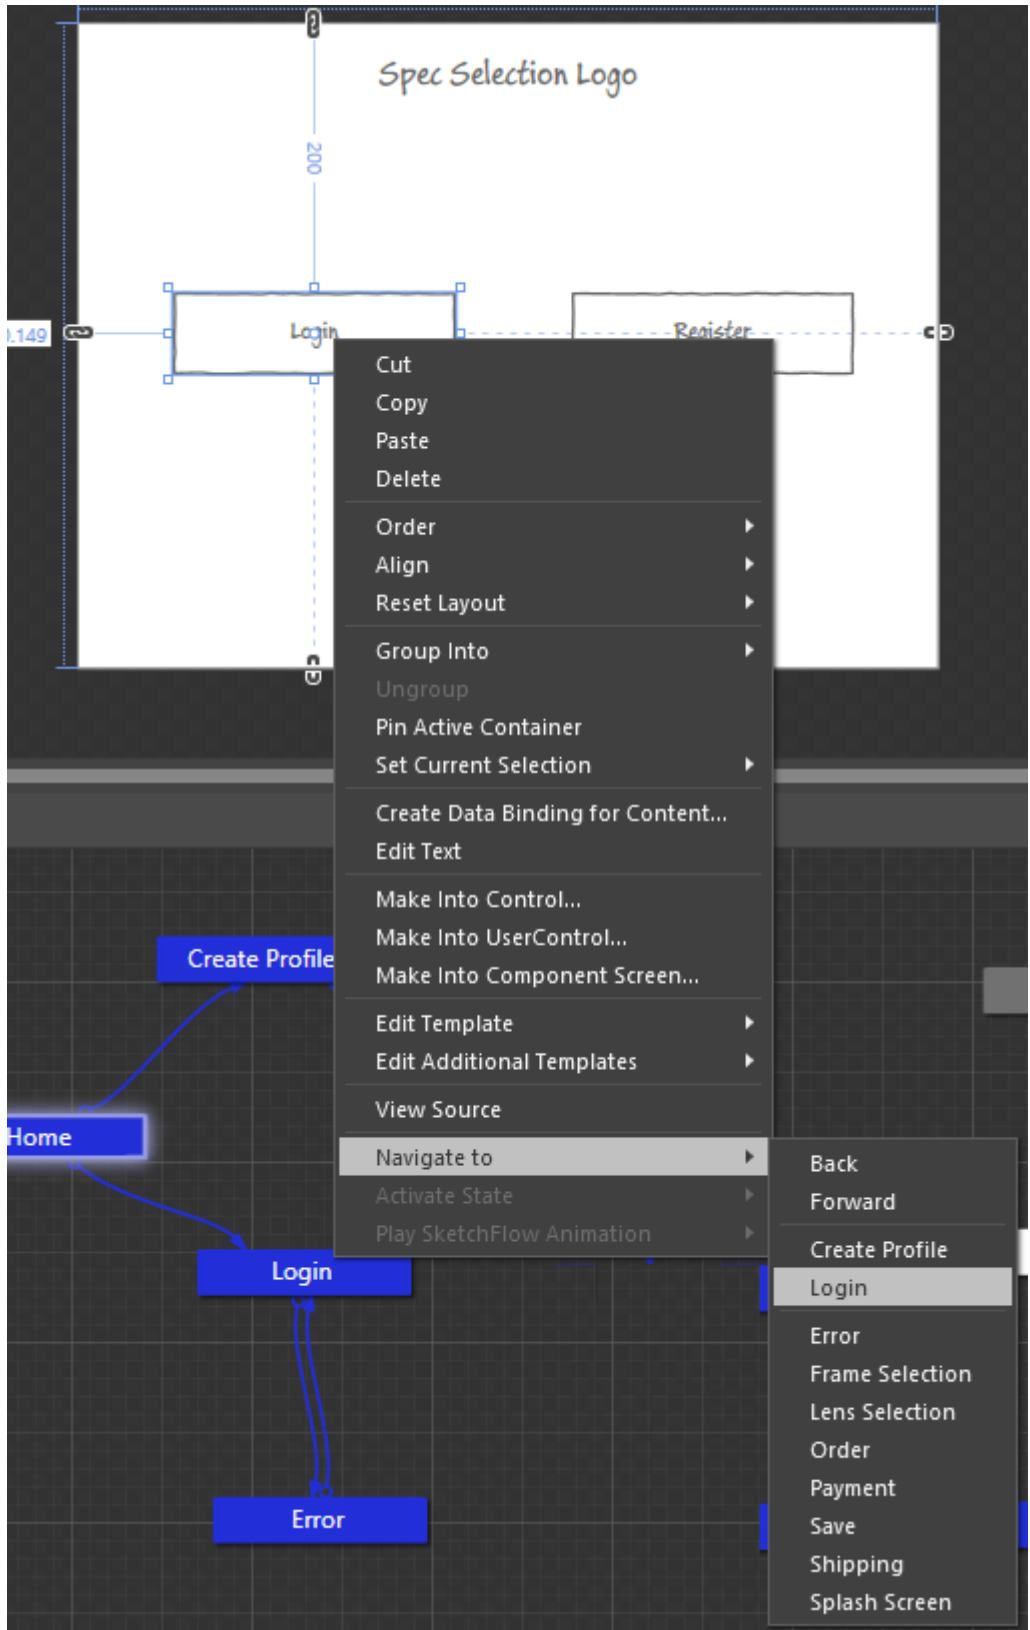 Spec Selection Logo
200
0.149
Login
Register
Cut
Copy
Paste
Delete
Order
Align
Reset Layout
Group Into
Ungroup
Pin Active Container
Set Current Selection
Create Data Binding for Content...
Edit Text
Make Into Control...
Make Into UserControl...
Make Into Component Screen...
Edit Template
Edit Additional Templates
View Source
Navigate to
Activate State
Play SketchFlow Animation
Back
Forward
Create Profile
Login
Error
Frame Selection
Lens Selection
Order
Payment
Save
Shipping
Splash Screen
Create Profile
Home
Login
Error